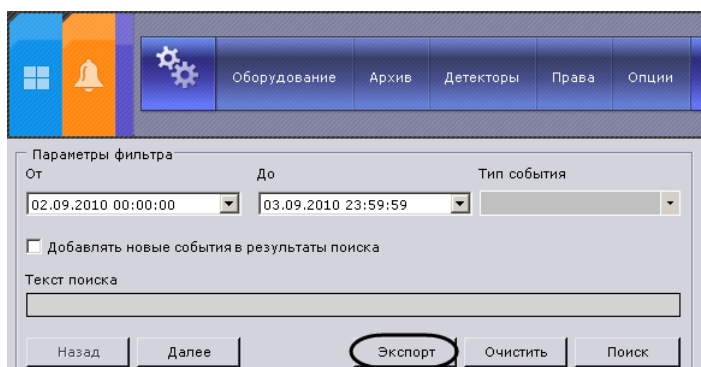 Оборудование Архив Детекторы Права Опции
Параметры фильтра
От До Тип события
02.09.2010 00:00:00 03.09.2010 23:59:59
Добавлять новые события в результаты поиска
Текст поиска
Назад Далее Экспорт Очистить Поиск